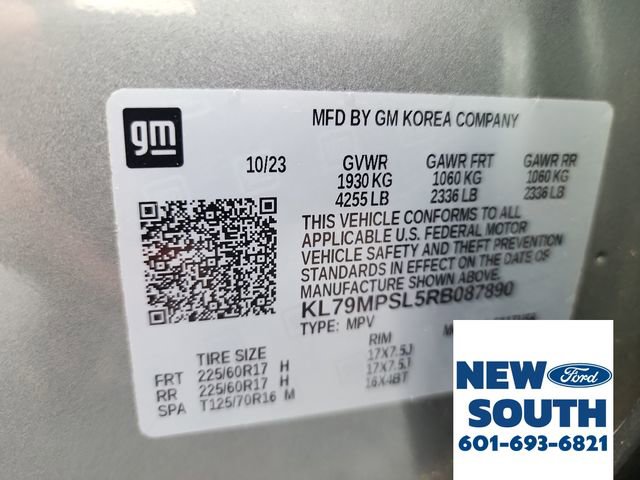 gm
MFD BY GM KOREA COMPANY
10/23 GVWR GAWR FRT GAWR RR
1930 KG 1060 KG 1060 KG
4255 LB 2336 LB 2336 LB
THIS VEHICLE CONFORMS TO ALL
APPLICABLE U.S. FEDERAL MOTOR
VEHICLE SAFETY AND THEFT PREVENTION
STANDARDS IN EFFECT ON THE DATE OF
MANUFACTURE SHOWN ABOVE.
KL79MPSL5RB087890
TYPE: MPV
TIRE SIZE RIM
FRT 225/60R17 H 17X7.5J
RR 225/60R17 H 17X7.5J
SPA T125/70R16 M 16X4BT
NEW Ford
SOUTH
601-693-6821